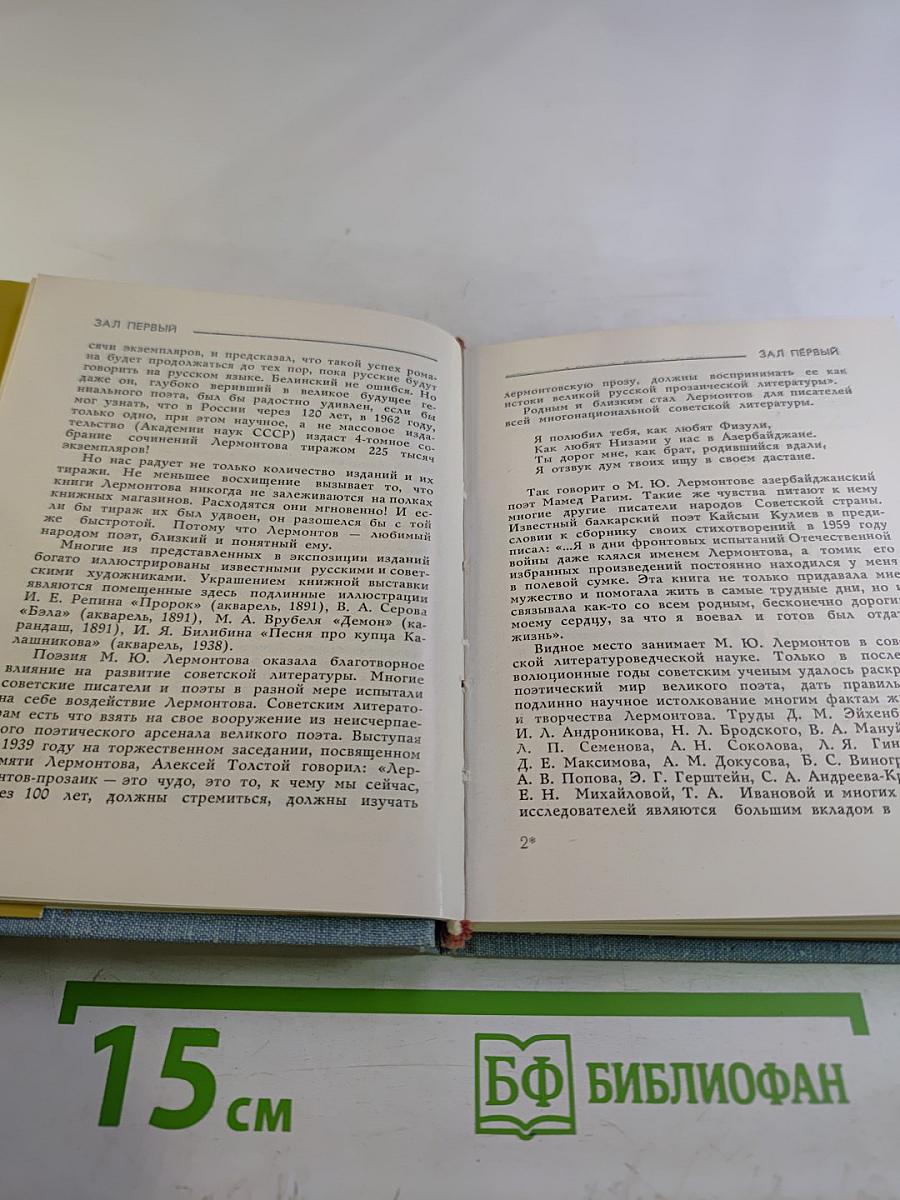 ЗАЛ ПЕРВЫЙ
сячи экземпляров, и предсказал, что такой успех рома-
на будет продолжаться до тех пор, пока русские будут
говорить на русском языке. Белинский не ошибся. Но
даже он, глубоко веривший в великое будущее ге-
ниального поэта, был бы радостно удивлен, если бы
мог узнать, что в России через 120 лет, в 1962 году,
только одно, при этом научное, а не массовое изда-
тельство (Академии наук СССР) издаст 4-томное со-
брание сочинений Лермонтова тиражом 225 тысяч
экземпляров!
Но нас радует не только количество изданий и их
тиражи. Не меньшее восхищение вызывает то, что
книги Лермонтова никогда не залеживаются на полках
книжных магазинов. Расходятся они мгновенно! И ес-
ли бы тираж их был удвоен, он разошелся бы с той
же быстротой. Потому что Лермонтов — любимый
народом поэт, близкий и понятный ему.
Многие из представленных в экспозиции изданий
богато иллюстрированы известными русскими и совет-
скими художниками. Украшением книжной выставки
являются помещенные здесь подлинные иллюстрации
И. Е. Репина «Пророк» (акварель, 1891), В. А. Серова
«Бэла» (акварель, 1891), М. А. Врубеля «Демон» (ка-
рандаш, 1891), И. Я. Билибина «Песня про купца Ка-
лашникова» (акварель, 1938).
Поэзия М. Ю. Лермонтова оказала благотворное
влияние на развитие советской литературы. Многие
советские писатели и поэты в разной мере испытали
на себе воздействие Лермонтова. Советским литерато-
рам есть что взять на свое вооружение из неисчерпае-
ого поэтического арсенала великого поэта. Выступая
1939 году на торжественном заседании, посвященном
мяти Лермонтова, Алексей Толстой говорил: «Лер-
нтов-прозаик — это чудо, это то, к чему мы сейчас,
ез 100 лет, должны стремиться, должны изучать
ЗАЛ ПЕРВЫЙ
лермонтовскую прозу, должны воспринимать ее как
истоки великой русской прозаической литературы».
Родным и близким стал Лермонтов для писателей
всей многонациональной советской литературы.
Я полюбил тебя, как любят Физули,
Как любят Низами у нас в Азербайджане.
Ты дорог мне, как брат, родившийся вдали,
Я отзвук дум твоих ищу в своем дастане.
Так говорит о М. Ю. Лермонтове азербайджанский
поэт Мамед Рагим. Такие же чувства питают к нему
многие другие писатели народов Советской страны.
Известный балкарский поэт Кайсын Кулиев в преди-
словии к сборнику своих стихотворений в 1959 году
писал: «...Я в дни фронтовых испытаний Отечественной
войны даже клялся именем Лермонтова, а томик его
избранных произведений постоянно находился у меня
в полевой сумке. Эта книга не только придавала мне
мужество и помогала жить в самые трудные дни, но и
связывала как-то со всем родным, бесконечно дороги
моему сердцу, за что я воевал и готов был отда
жизнь».
Видное место занимает М. Ю. Лермонтов в сове
ской литературоведческой науке. Только в после
волюционные годы советским ученым удалось раскр
поэтический мир великого поэта, дать правиль
подлинно научное истолкование многим фактам ж
и творчества Лермонтова. Труды Д. М. Эйхенб
И. Л. Андроникова, Н. Л. Бродского, В. А. Мануй
Л. П. Семенова, А. Н. Соколова, Л. Я. Гин
Д. Е. Максимова, А. М. Докусова, Б. С. Виногр
А. В. Попова, Э. Г. Герштейн, С. А. Андреева-Кр
Е. Н. Михайловой, Т. А. Ивановой и многих
исследователей являются большим вкладом в
2*
15 см
БФ БИБЛИОФАН